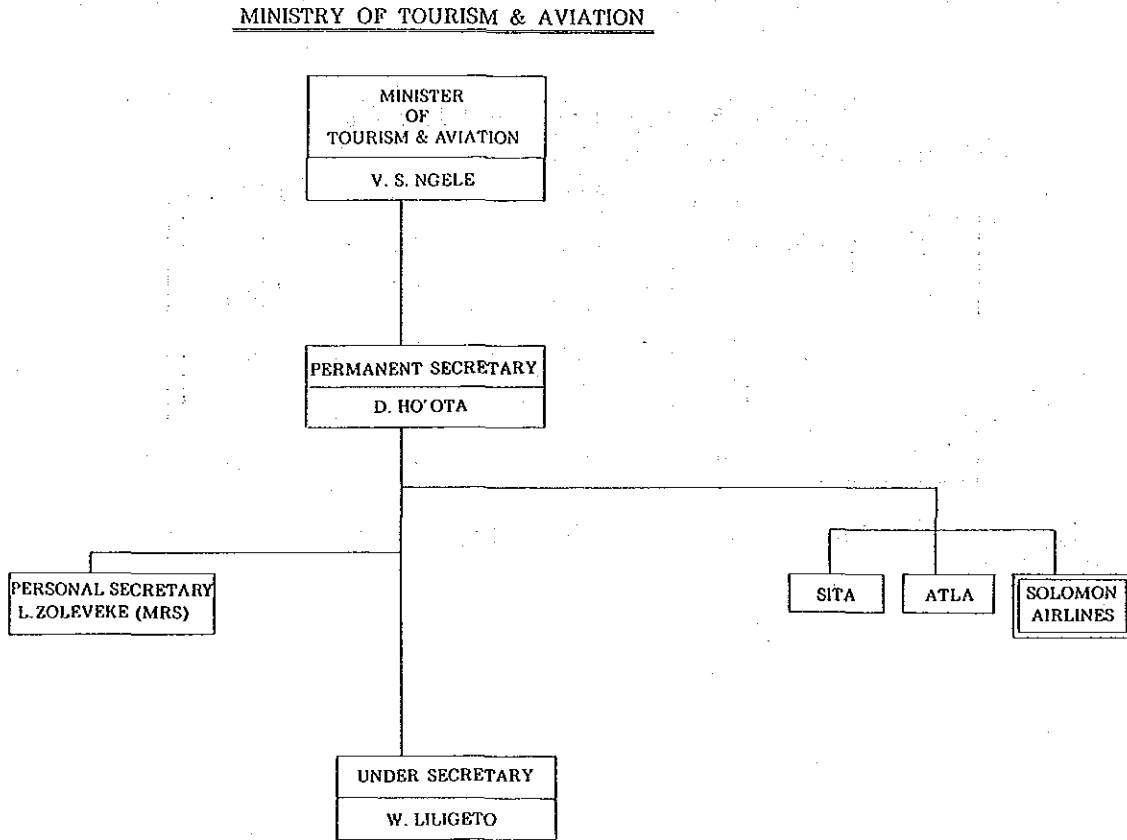 MINISTRY OF TOURISM & AVIATION
MINISTER
OF
TOURISM & AVIATION
V. S. NGELE
PERMANENT SECRETARY
D. HO'OTA
PERSONAL SECRETARY
L. ZOLEVEKE (MRS)
SITA
ATLA
SOLOMON
AIRLINES
UNDER SECRETARY
W. LILIGETO